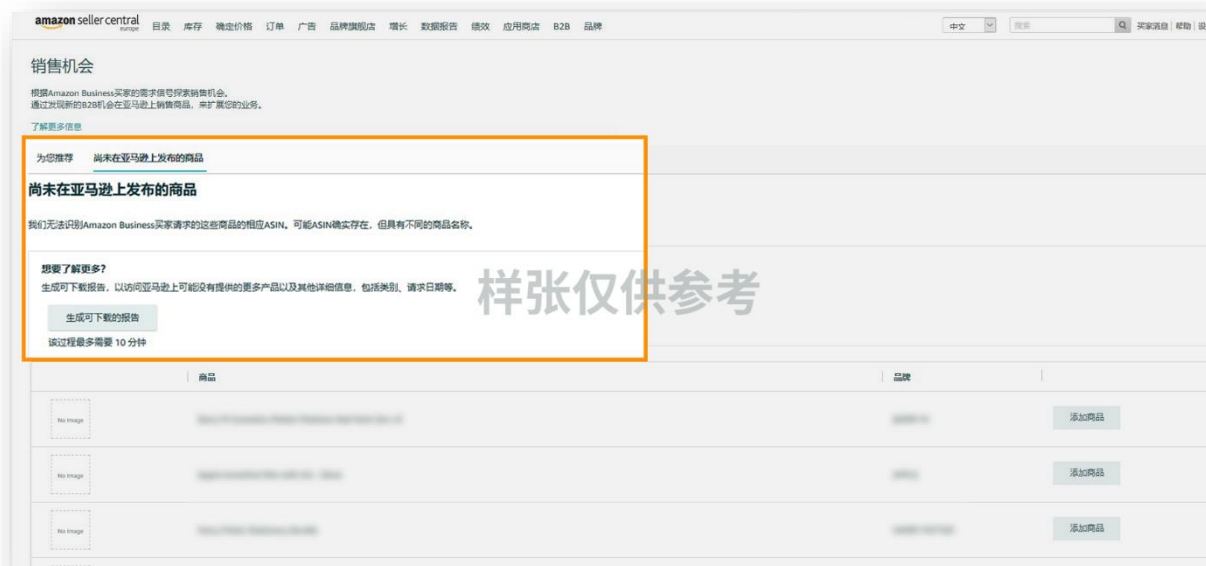 amazon seller central
europe
目录 库存 确定价格 订单 广告 品牌旗舰店 增长 数据报告 绩效 应用商店 B2B 品牌
中文
搜索
买家消息 | 帮助 | 设
销售机会
根据Amazon Business买家的需求信号探索销售机会。
通过发现新的B2B机会在亚马逊上销售商品，来扩展您的业务。
了解更多信息
为您推荐 尚未在亚马逊上发布的商品
尚未在亚马逊上发布的商品
我们无法识别Amazon Business买家请求的这些商品的相应ASIN。可能ASIN确实存在，但具有不同的商品名称。
想要了解更多?
生成可下载报告，以访问亚马逊上可能没有提供的更多产品以及其他详细信息，包括类别、请求日期等。
样张仅供参考
生成可下载的报告
该过程最多需要 10 分钟
商品 品牌
No Image
添加商品
No Image
添加商品
No Image
添加商品